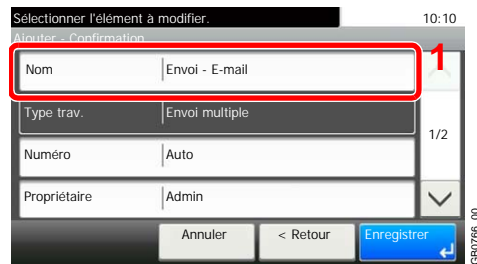 Sélectionner l'élément à modifier. 10:10
Ajouter - Confirmation
1
Nom Envoi - E-mail
Type trav. Envoi multiple
1/2
Numéro Auto
Propriétaire Admin
Annuler < Retour Enregistrer
GB0766_00